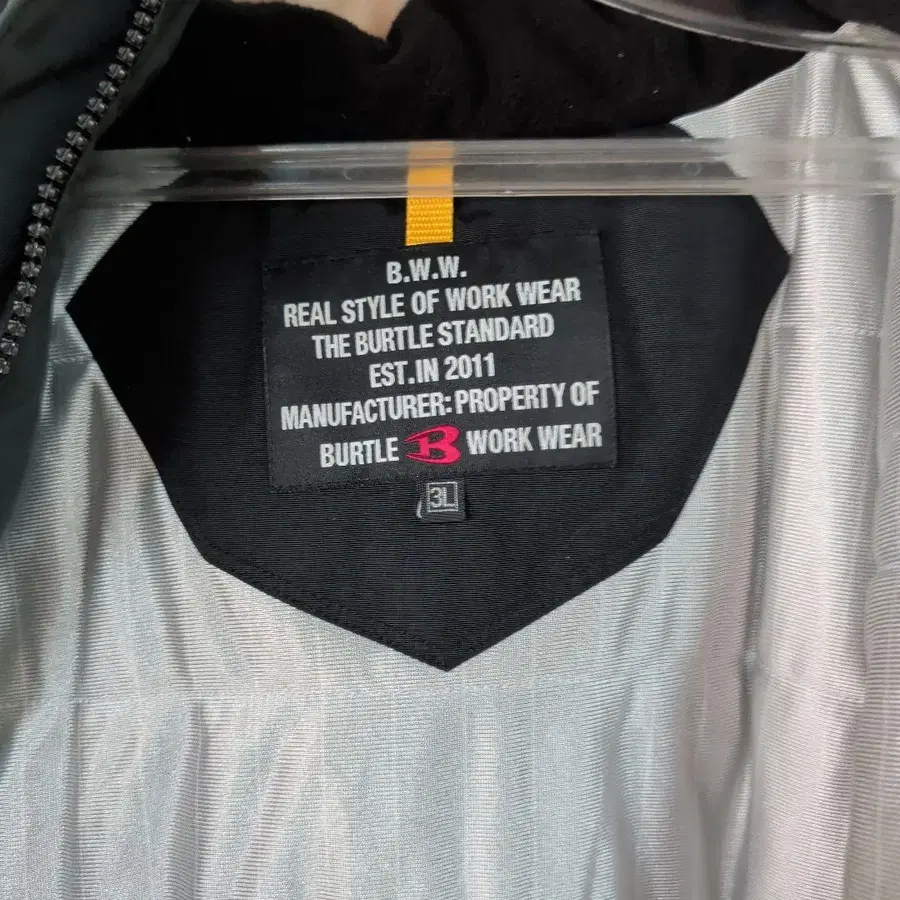 B.W.W.
REAL STYLE OF WORK WEAR
THE BURTLE STANDARD
EST.IN 2011
MANUFACTURER: PROPERTY OF
BURTLE B WORK WEAR
3L